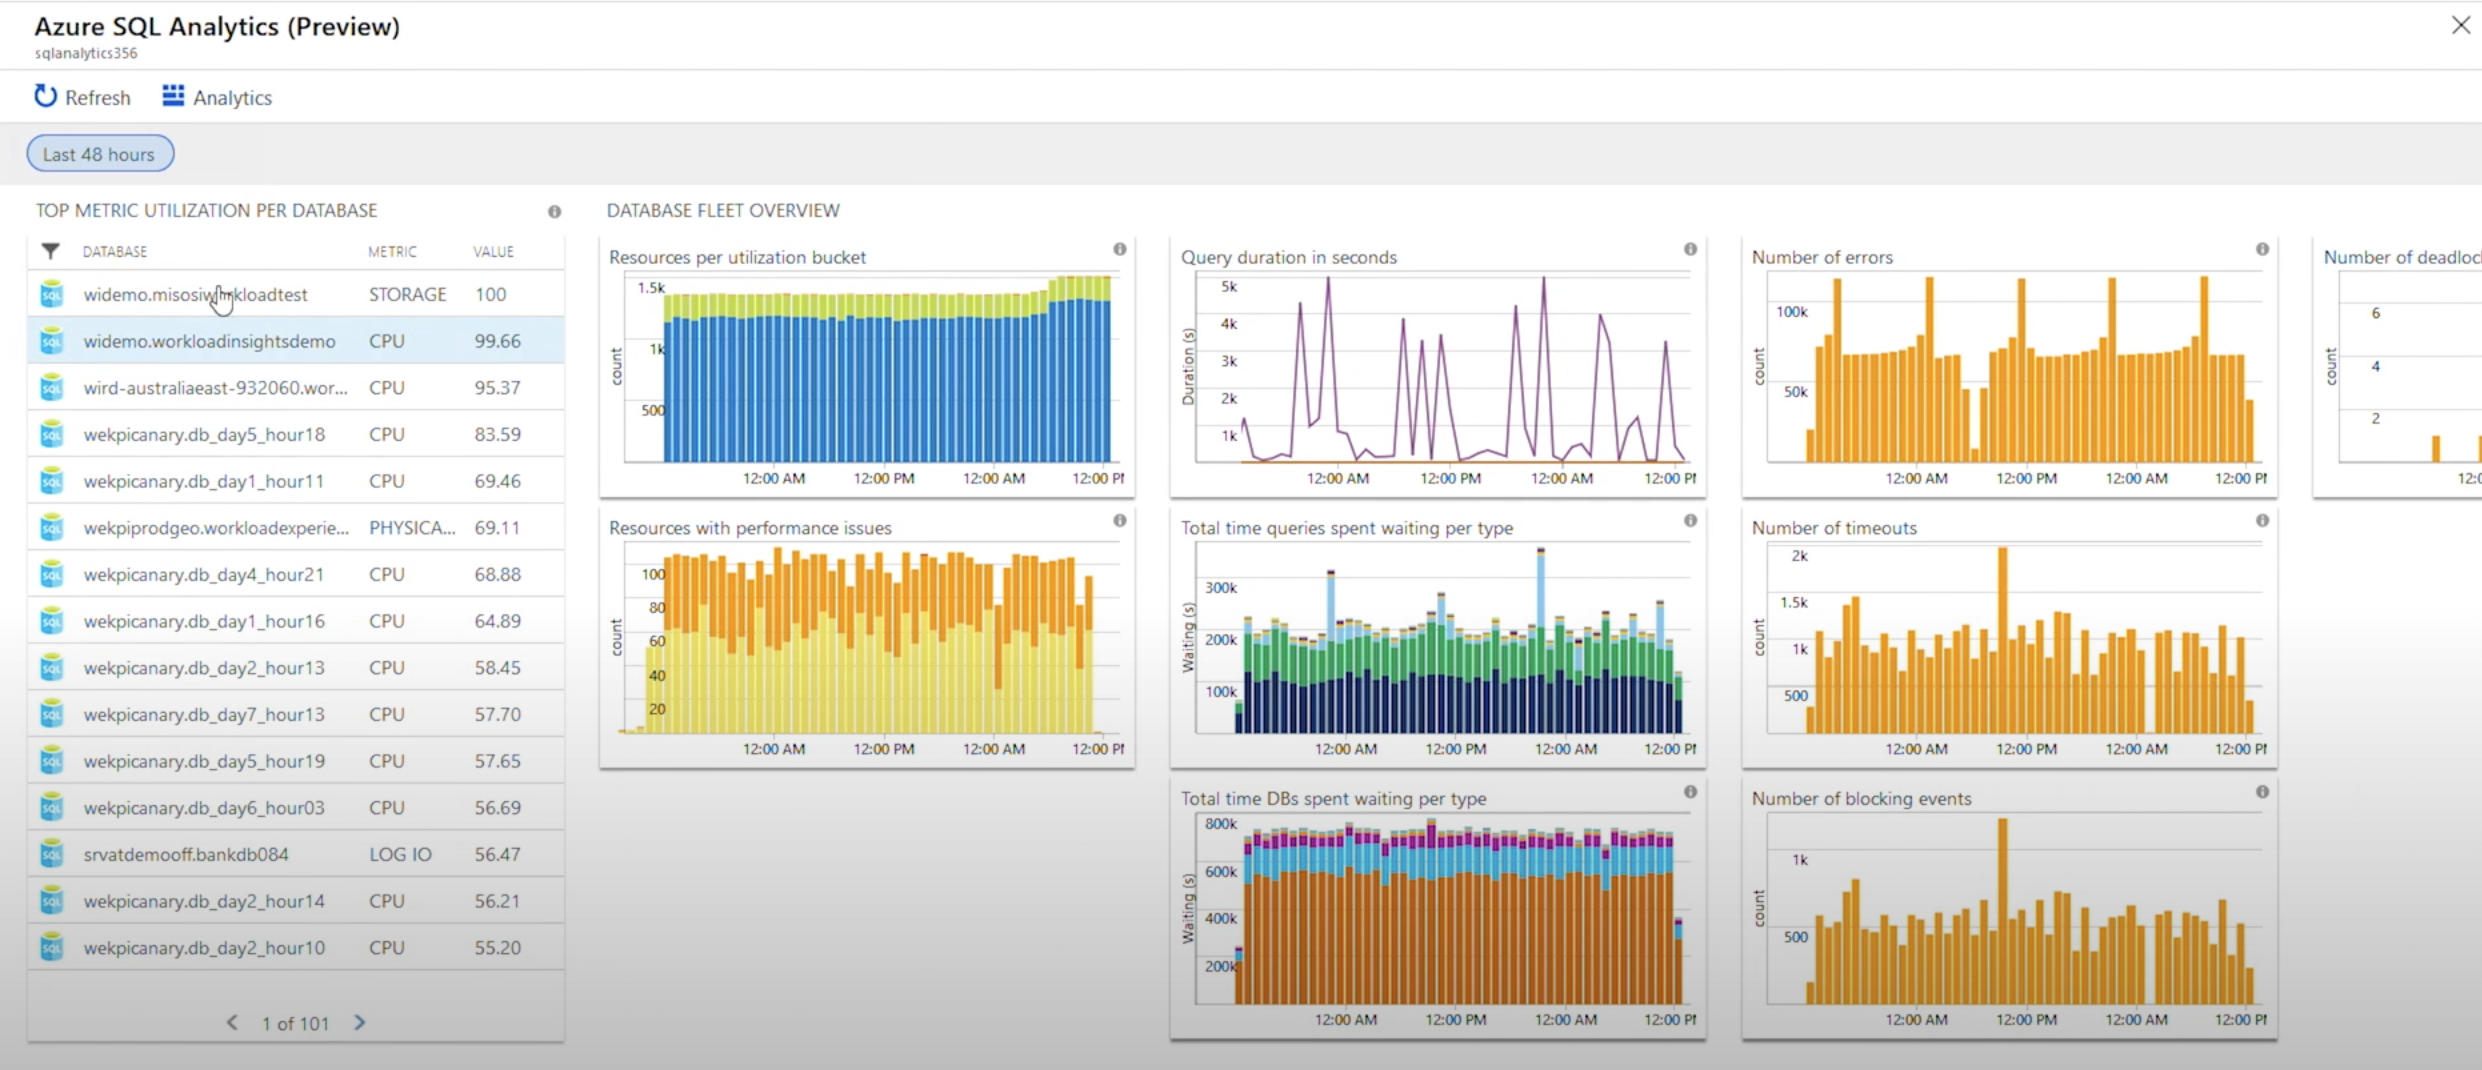 Azure SQL Analytics (Preview)
sqlanalytics356
Refresh
Analytics
Last 48 hours
TOP METRIC UTILIZATION PER DATABASE
DATABASE METRIC VALUE
STORAGE 100
widemo.workloadinsightsdemo CPU 99.66
wird-australiaeast-932060.wor... CPU 95.37
wekpicanary.db_day5_hour18 CPU 83.59
wekpicanary.db_day1_hour11 CPU 69.46
wekpiprodgeo.workloadexperie... PHYSICA... 69.11
wekpicanary.db_day4_hour21 CPU 68.88
wekpicanary.db_day1_hour16 CPU 64.89
wekpicanary.db_day2_hour13 CPU 58.45
wekpicanary.db_day7_hour13 CPU 57.70
wekpicanary.db_day5_hour19 CPU 57.65
wekpicanary.db_day6_hour03 CPU 56.69
srvatdemooff.bankdb084 LOG IO 56.47
wekpicanary.db_day2_hour14 CPU 56.21
wekpicanary.db_day2_hour10 CPU 55.20
1 of 101
DATABASE FLEET OVERVIEW
Resources per utilization bucket
count
1.5k
1k
500
12:00 AM 12:00 PM 12:00 AM 12:00 P
Resources with performance issues
count
100
80
60
40
20
12:00 AM 12:00 PM 12:00 AM 12:00 P
Query duration in seconds
Duration (s)
5k
4k
3k
2k
1k
12:00 AM 12:00 PM 12:00 AM 12:00 P
Total time queries spent waiting per type
Waiting (s)
300k
200k
100k
12:00 AM 12:00 PM 12:00 AM 12:00 P
Total time DBs spent waiting per type
Waiting (s)
800k
600k
400k
200k
12:00 AM 12:00 PM 12:00 AM 12:00 P
Number of errors
count
100k
50k
12:00 AM 12:00 PM 12:00 AM 12:00 P
Number of timeouts
count
2k
1.5k
1k
500
12:00 AM 12:00 PM 12:00 AM 12:00 P
Number of blocking events
count
1k
500
12:00 AM 12:00 PM 12:00 AM 12:00 P
Number of deadloc
count
6
4
2
12:0